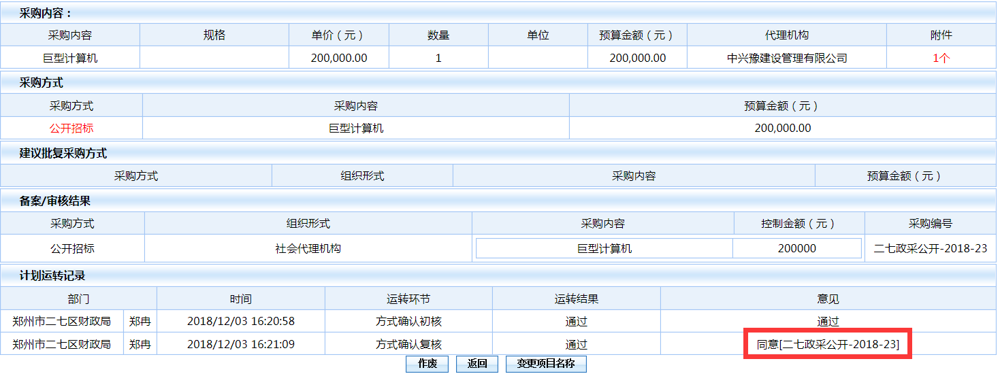 采购内容：
采购内容 规格 单价（元） 数量 单位 预算金额（元） 代理机构 附件
巨型计算机 200,000.00 1 200,000.00 中兴豫建设管理有限公司 1个
采购方式
采购方式 采购内容 预算金额（元）
公开招标 巨型计算机 200,000.00
建议批复采购方式
采购方式 组织形式 采购内容 预算金额（元）
备案/审核结果
采购方式 组织形式 采购内容 控制金额（元） 采购编号
公开招标 社会代理机构 巨型计算机 200000 二七政采公开-2018-23
计划运转记录
部门 时间 运转环节 运转结果 意见
郑州市二七区财政局 郑冉 2018/12/03 16:20:58 方式确认初核 通过 通过
郑州市二七区财政局 郑冉 2018/12/03 16:21:09 方式确认复核 通过 同意[二七政采公开-2018-23]
作废 返回 变更项目名称